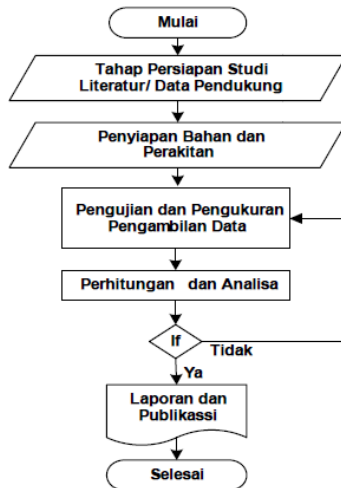 Mulai
Tahap Persiapan Studi
Literatur/ Data Pendukung
Penyiapan Bahan dan
Perakitan
Pengujian dan Pengukuran
Pengambilan Data
Perhitungan dan Analisa
If
Tidak
Ya
Laporan dan
Publikassi
Selesai